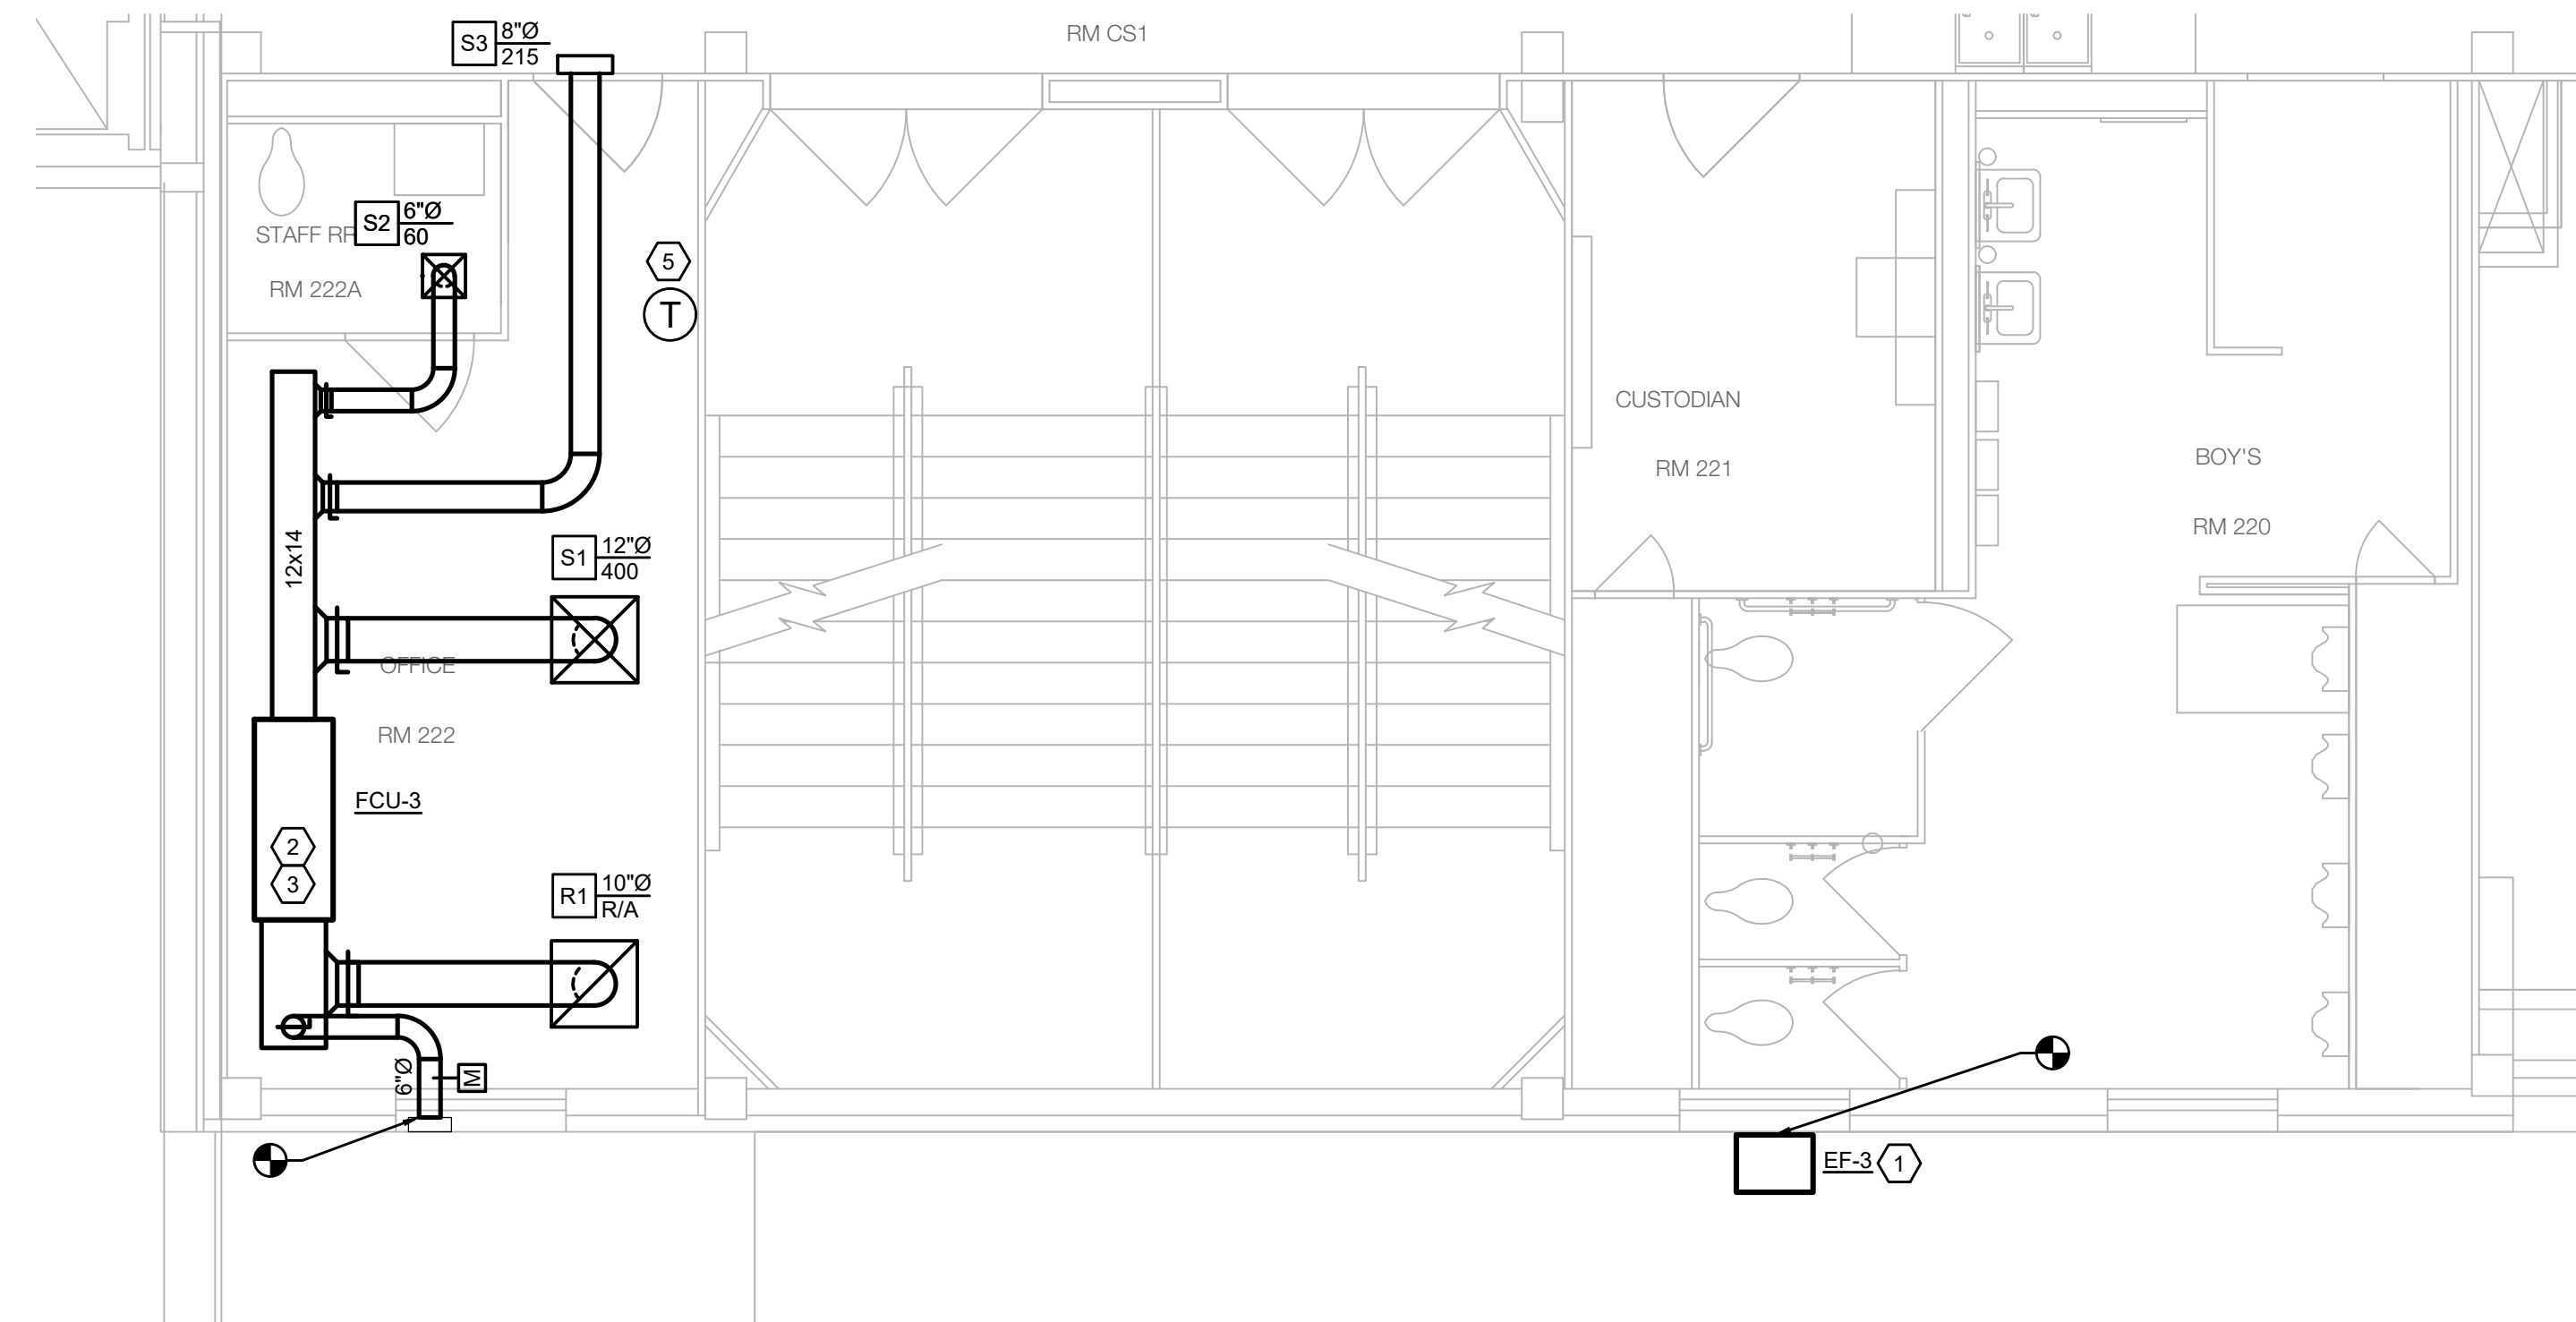 RM CS1
S3 8"Ø
215
S2 6"Ø
60
STAFF RR
RM 222A
5
T
12x14
S1 12"Ø
400
OFFICE
RM 222
FCU-3
2
3
R1 10"Ø
R/A
6"Ø
M
CUSTODIAN
RM 221
BOY'S
RM 220
EF-3 1